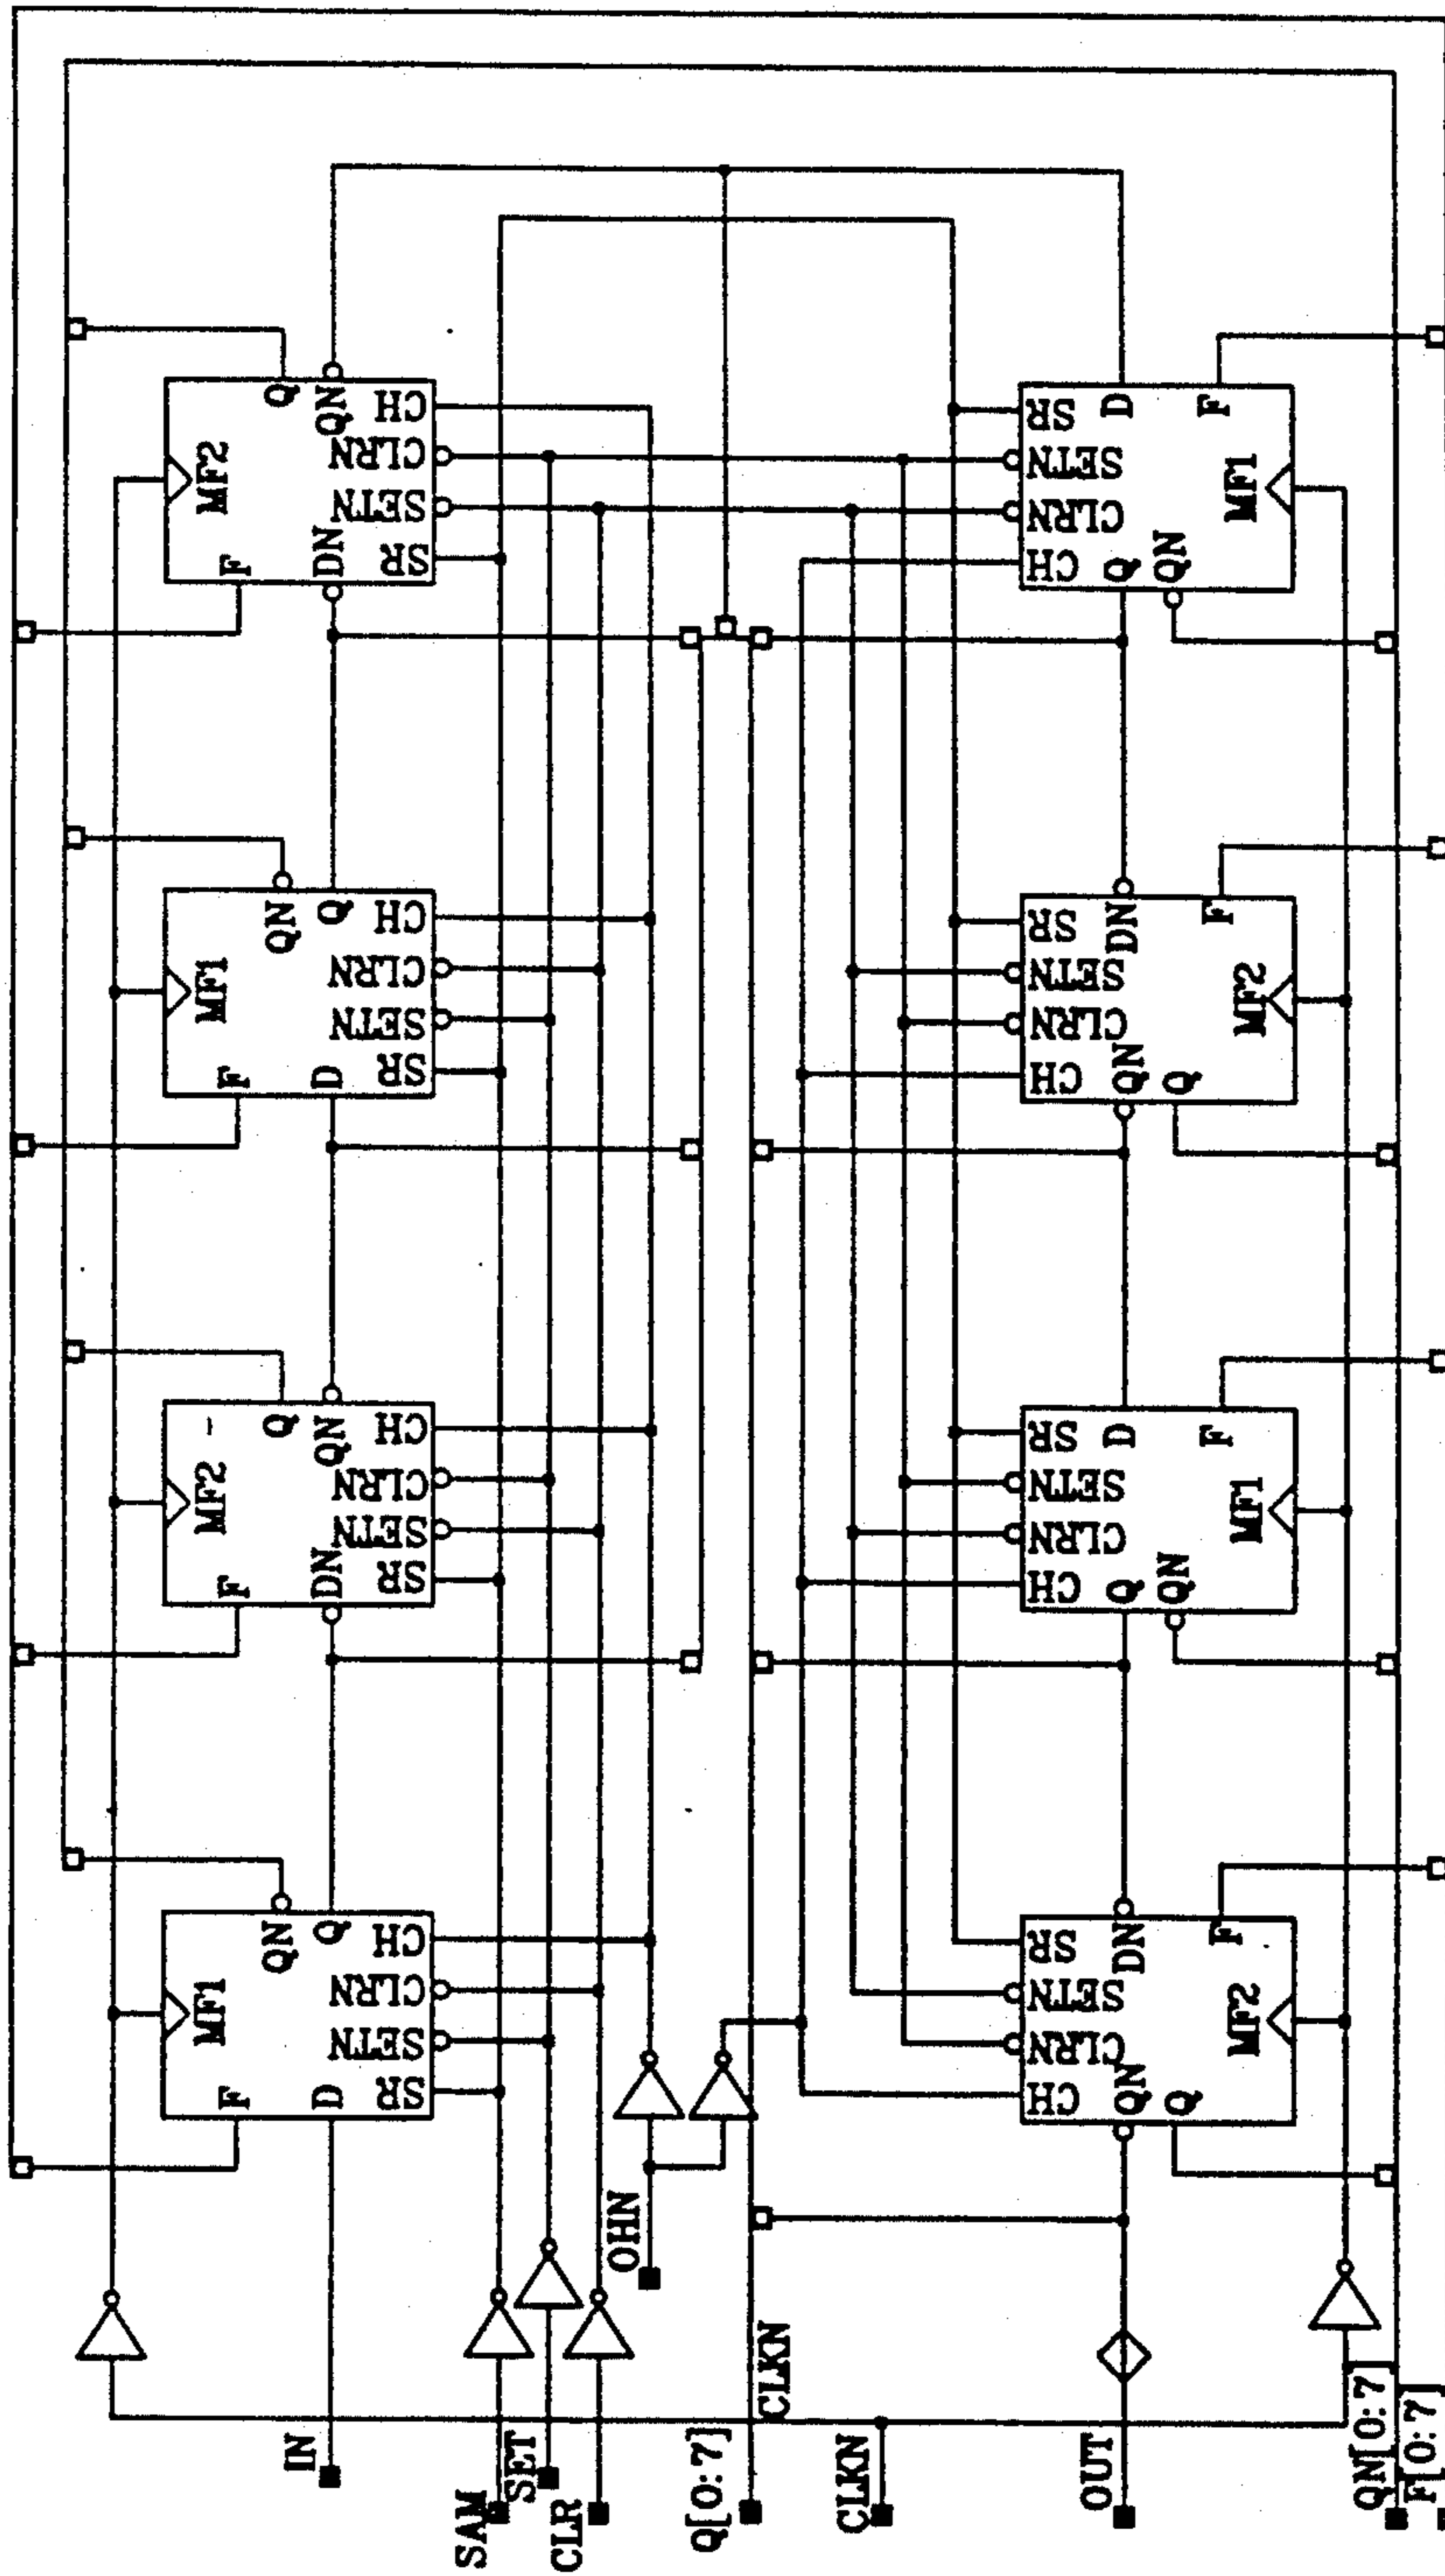 F
MF1
QN
D
Q
SR
SETN
CLRN
CH
F
MF2
Q
DN
QN
SR
SETN
CLRN
CH
F
MF1
QN
D
Q
SR
SETN
CLRN
CH
F
MF2
Q
DN
QN
SR
SETN
CLRN
CH
IN
SAM
SET
CLR
OHN
Q[0:7]
CLKN
CLKN
OUT
QN[0:7]
F[0:7]
CH
CLRN
SETN
SR
QN
DN
Q
MF2
F
CH
CLRN
SETN
SR
Q
D
QN
MF1
F
CH
CLRN
SETN
SR
QN
DN
Q
MF2
F
CH
CLRN
SETN
SR
Q
D
QN
MF1
F